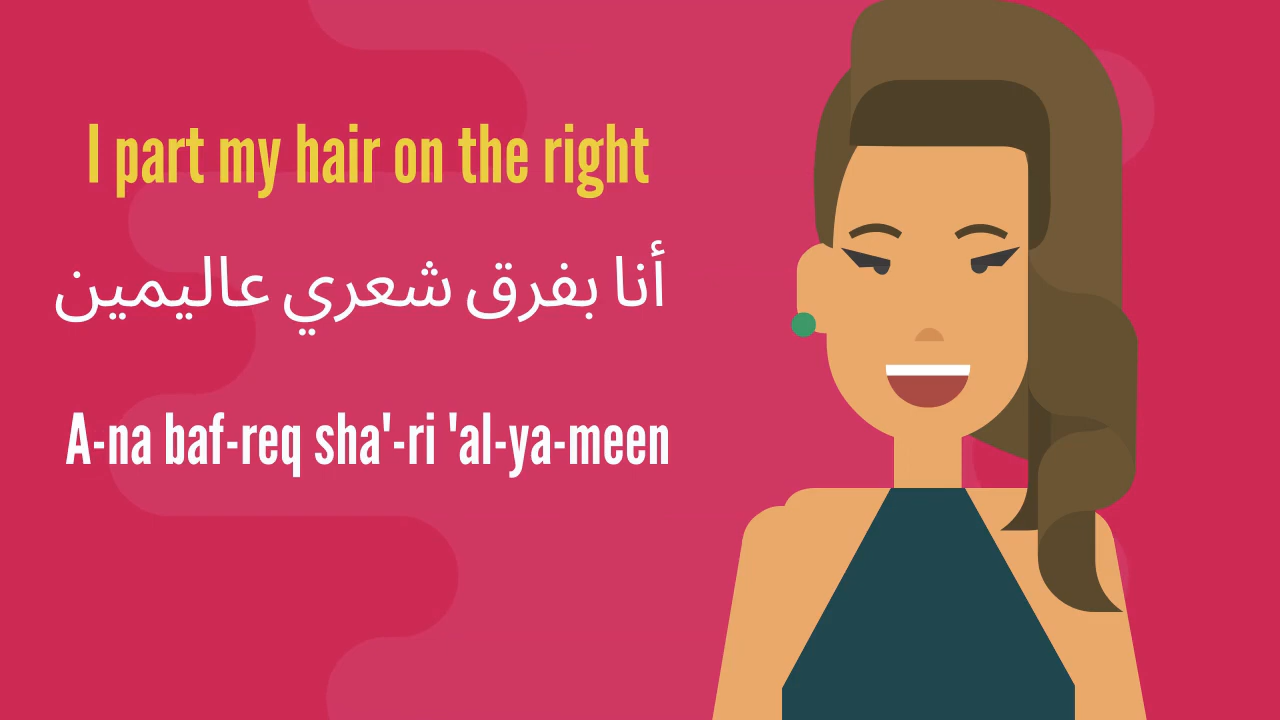 I part my hair on the right
أنا بفرق شعري عاليمين
A-na baf-req sha'-ri 'al-ya-meen